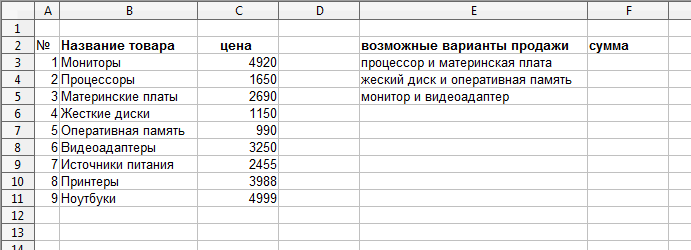 A B C D E F
1
2 № Название товара цена возможные варианты продажи сумма
3 1 Мониторы 4920 процессор и материнская плата
4 2 Процессоры 1650 жеский диск и оперативная память
5 3 Материнские платы 2690 монитор и видеоадаптер
6 4 Жесткие диски 1150
7 5 Оперативная память 990
8 6 Видеоадаптеры 3250
9 7 Источники питания 2455
10 8 Принтеры 3988
11 9 Ноутбуки 4999
12
13
14